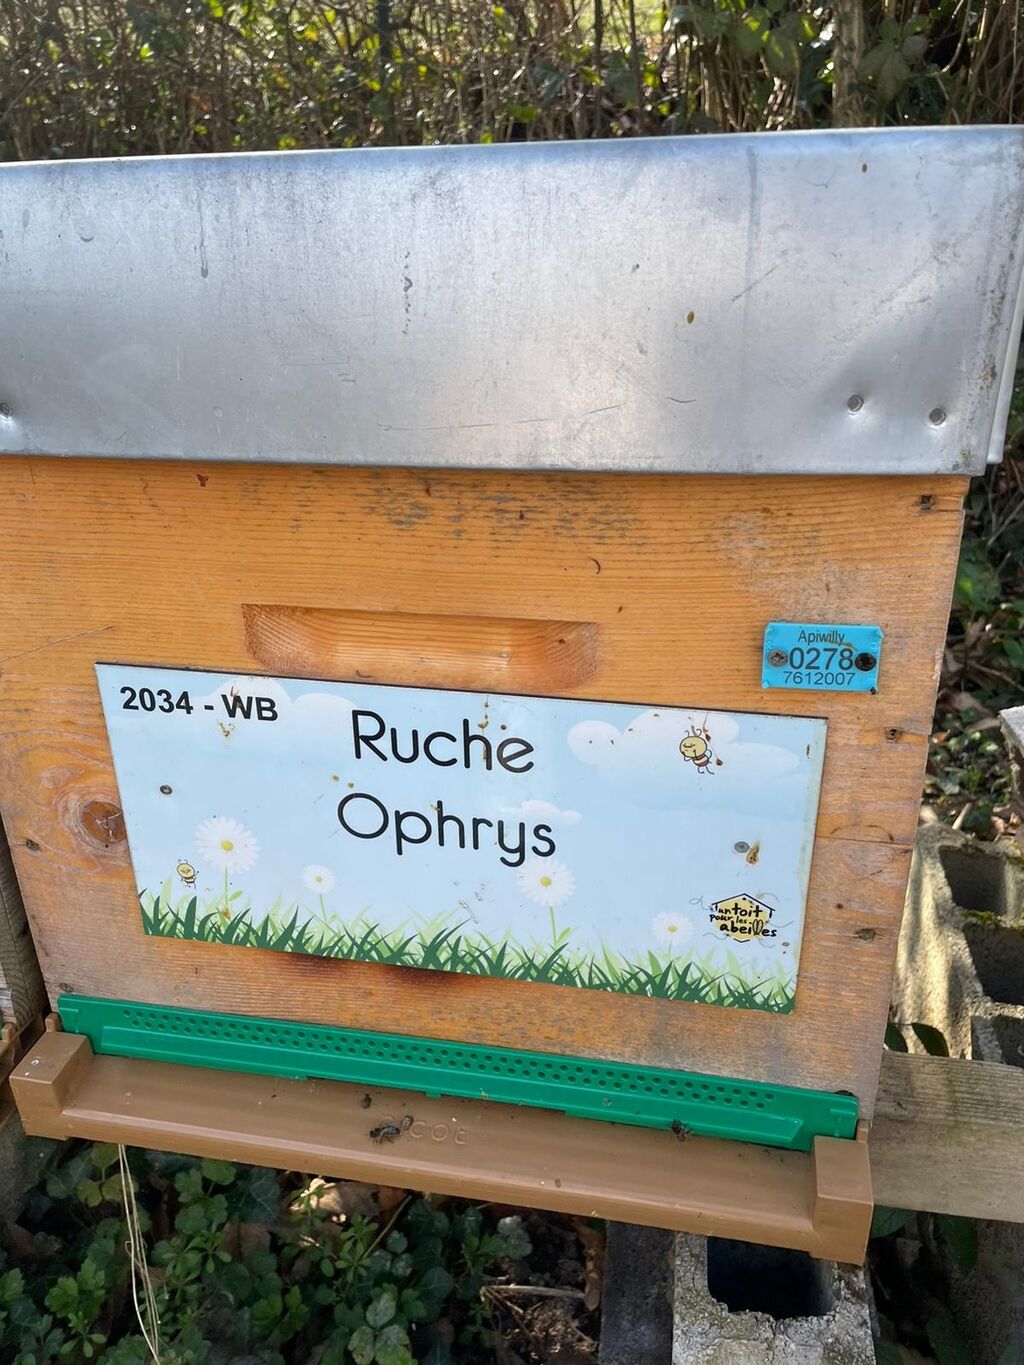 Apiwilly
0278
7612007
2034 - WB
Ruche
Ophrys
un toit
pour les
abeilles